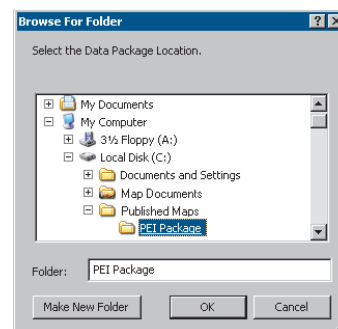 Browse For Folder
Select the Data Package Location.
My Documents
My Computer
3½ Floppy (A:)
Local Disk (C:)
Documents and Settings
Map Documents
Published Maps
PEI Package
Folder: PEI Package
Make New Folder OK Cancel